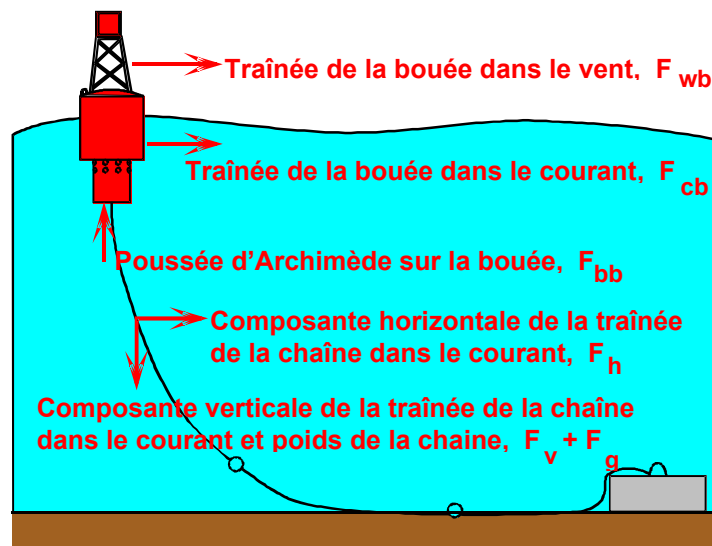 Traînée de la bouée dans le vent, F wb
Traînée de la bouée dans le courant, F cb
Poussée d'Archimède sur la bouée, F bb
Composante horizontale de la traînée
de la chaîne dans le courant, F h
Composante verticale de la traînée de la chaîne
dans le courant et poids de la chaine, F v + F g